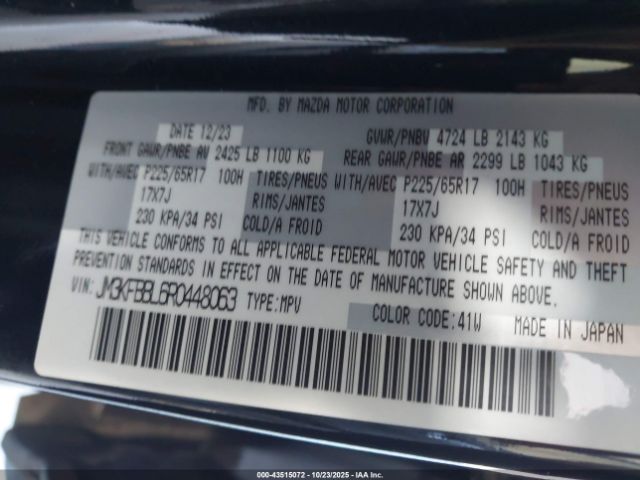 MFD. BY MAZDA MOTOR CORPORATION
DATE 12/23 GVWR/PNBV 4724 LB 2143 KG
FRONT GAWR/PNBE AV 2425 LB 1100 KG REAR GAWR/PNBE AR 2299 LB 1043 KG
WITH/AVEC P225/65R17 100H TIRES/PNEUS WITH/AVEC P225/65R17 100H TIRES/PNEUS
17X7J RIMS/JANTES 17X7J RIMS/JANTES
230 KPA/34 PSI COLD/A FROID 230 KPA/34 PSI COLD/A FROID
THIS VEHICLE CONFORMS TO ALL APPLICABLE FEDERAL MOTOR VEHICLE SAFETY AND THEFT
PREVENTION STANDARDS IN EFFECT ON THE DATE OF MANUFACTURE SHOWN ABOVE.
VIN: JM3KFBBL6R0448063 TYPE:MPV
COLOR CODE:41W MADE IN JAPAN
000-43515072 10/23/2025 - IAA Inc.